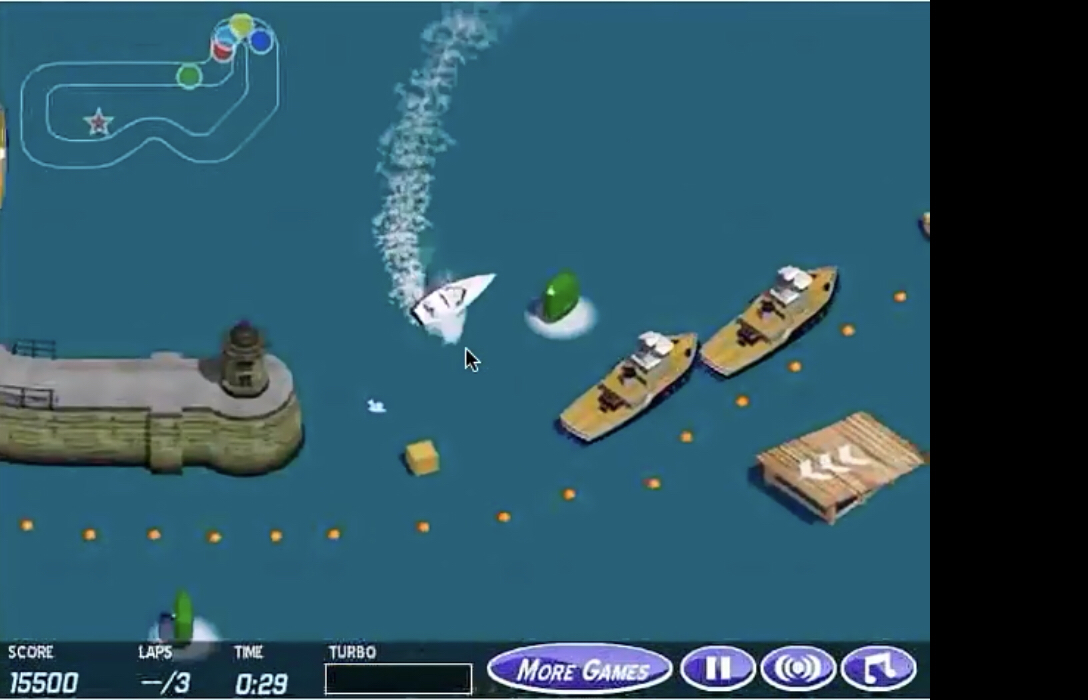 SCORE
LAPS
TIME
TURBO
15500
–/3
0:29
MORE GAMES